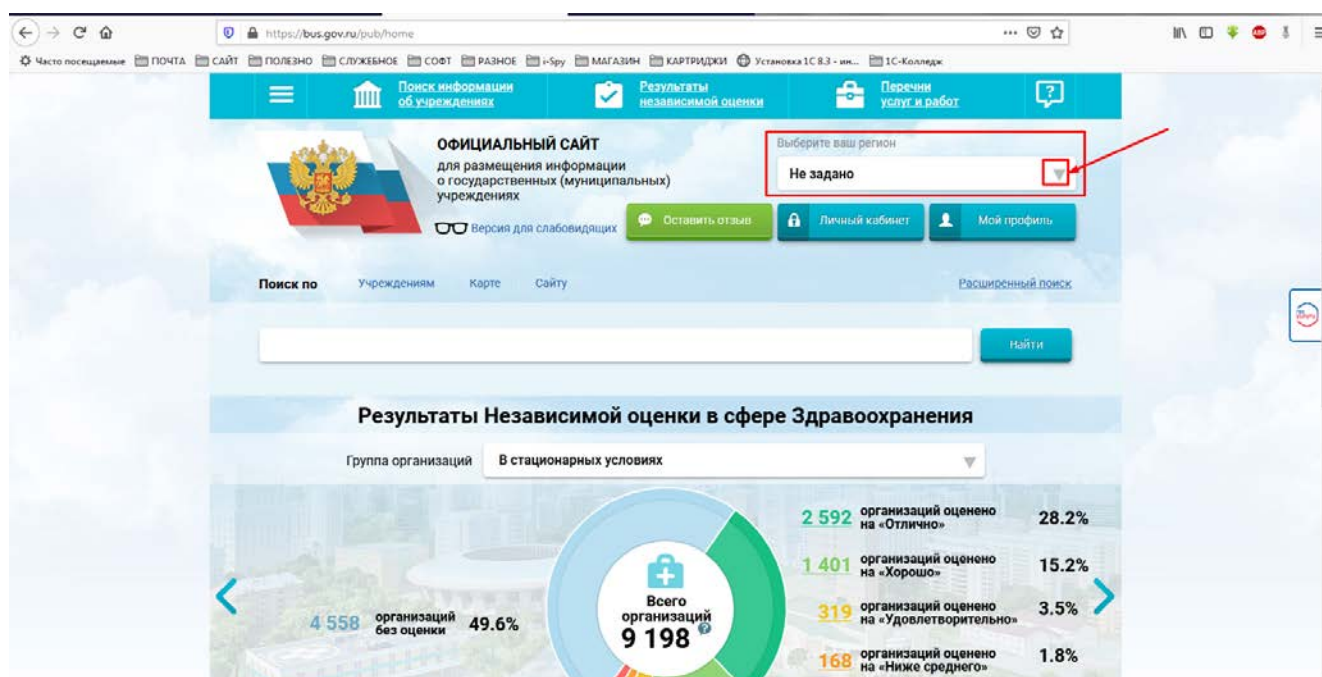 https://bus.gov.ru/pub/home
Часто посещаемые ПОЧТА САЙТ ПОЛЕЗНО СЛУЖЕБНОЕ СОФТ РАЗНОЕ i-Spy МАГАЗИН КАРТРИДЖИ Установка 1С 8.3 - ин... 1С-Колледж
Поиск информации
об учреждениях
Результаты
независимой оценки
Перечни
услуг и работ
ОФИЦИАЛЬНЫЙ САЙТ
для размещения информации
о государственных (муниципальных)
учреждениях
Версия для слабовидящих
Выберите ваш регион
Не задано
Оставить отзыв
Личный кабинет
Мой профиль
Поиск по Учреждениям Карте Сайту Расширенный поиск
Найти
Результаты Независимой оценки в сфере Здравоохранения
Группа организаций В стационарных условиях
4 558 организаций без оценки 49.6%
Всего
организаций
9 198
2 592 организаций оценено на «Отлично» 28.2%
1 401 организаций оценено на «Хорошо» 15.2%
319 организаций оценено на «Удовлетворительно» 3.5%
168 организаций оценено на «Ниже среднего» 1.8%